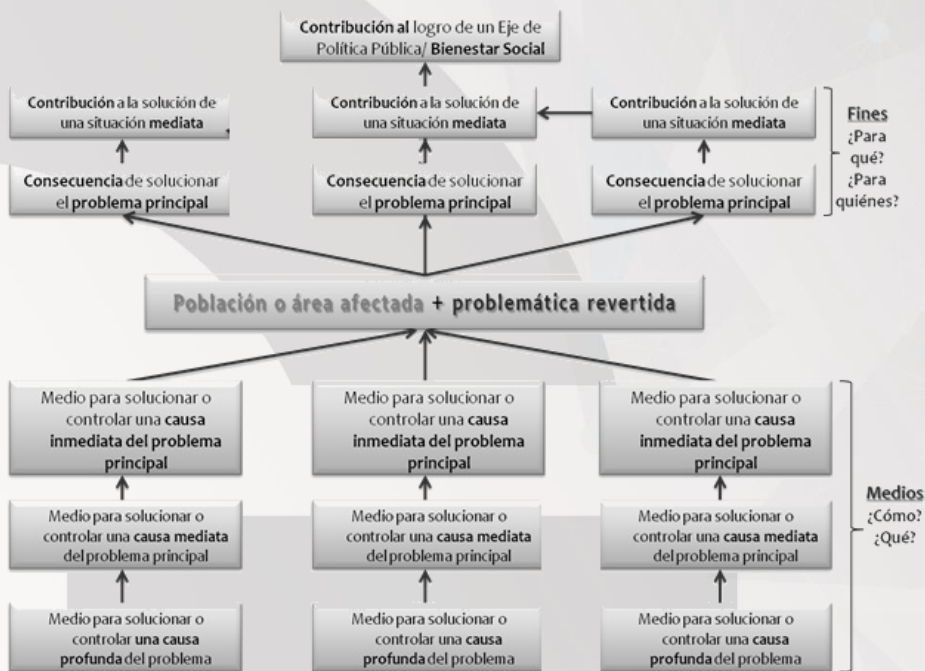 Contribución al logro de un Eje de
Política Pública/ Bienestar Social
Contribución a la solución de
una situación mediata
Contribución a la solución de
una situación mediata
Contribución a la solución de
una situación mediata
Fines
¿Para
qué?
¿Para
quiénes?
Consecuencia de solucionar
el problema principal
Consecuencia de solucionar
el problema principal
Consecuencia de solucionar
el problema principal
Población o área afectada + problemática revertida
Medio para solucionar o
controlar una causa
inmediata del problema
principal
Medio para solucionar o
controlar una causa
inmediata del problema
principal
Medio para solucionar o
controlar una causa
inmediata del problema
principal
Medios
¿Cómo?
¿Qué?
Medio para solucionar o
controlar una causa mediata
del problema principal
Medio para solucionar o
controlar una causa mediata
del problema principal
Medio para solucionar o
controlar una causa mediata
del problema principal
Medio para solucionar o
controlar una causa
profunda del problema
Medio para solucionar o
controlar una causa
profunda del problema
Medio para solucionar o
controlar una causa
profunda del problema